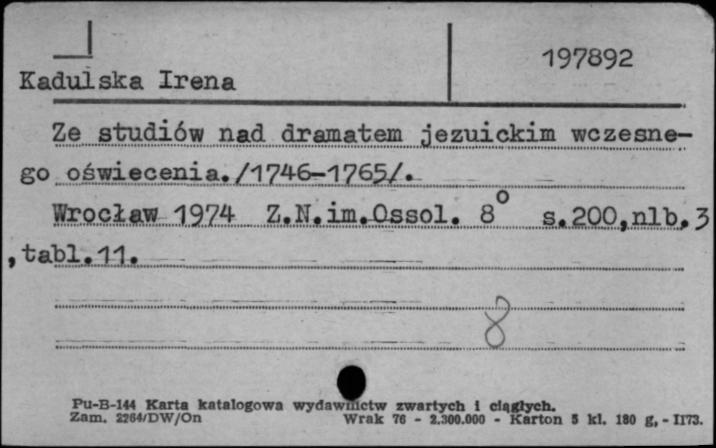 197892
Kadulska Irena
Ze studiów nad dramatem jezuickim wczesne-
go oświecenia./1746-1765/.
Wrocław 1974 Z.N.im.Ossol. 8° s.200,nlb.3
,tabl.11.
8
Pu-B-144 Karta katalogowa wydawnictw zwartych i ciągłych.
Zam. 2264/DW/On Wrak 76 - 2.300.000 - Karton 5 kl. 180 g, - II73.